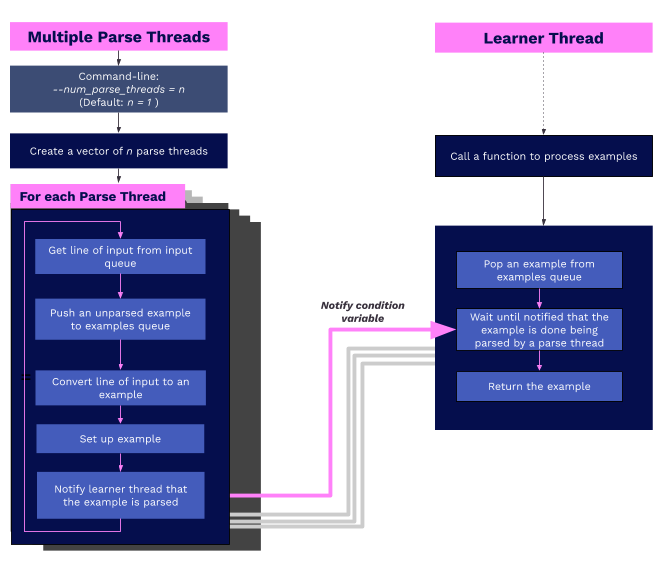 Multiple Parse Threads
Command-line:
--num_parse_threads = n
(Default: n = 1 )
Create a vector of n parse threads
For each Parse Thread
Get line of input from input
queue
Push an unparsed example
to examples queue
Convert line of input to an
example
Set up example
Notify learner thread that
the example is parsed
Notify condition
variable
Learner Thread
Call a function to process examples
Pop an example from
examples queue
Wait until notified that the
example is done being
parsed by a parse thread
Return the example